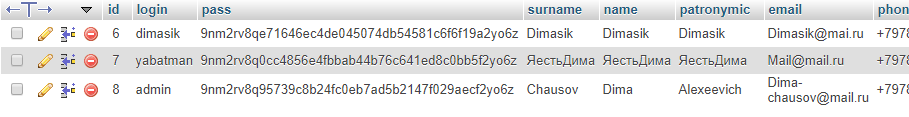 id login pass surname name patronymic email phon
6 dimasik 9nm2rv8qe71646ec4de045074db54581c6f6f19a2yo6z Dimasik Dimasik Dimasik Dimasik@mai.ru +7978
7 yabatman 9nm2rv8q0cc4856e4fbbab44b76c641ed8c0bb5f2yo6z ЯестьДима ЯестьДима ЯестьДима Mail@mail.ru +7978
8 admin 9nm2rv8q95739c8b24fc0eb7ad5b2147f029aecf2yo6z Chausov Dima Alexeevich Dima-
chausov@mail.ru +7978